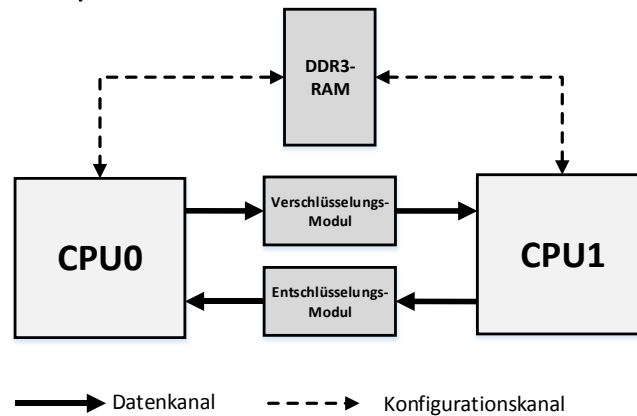 DDR3-
RAM
CPU0
Verschlüsselungs-
Modul
Entschlüsselungs-
Modul
CPU1
Datenkanal
Konfigurationskanal